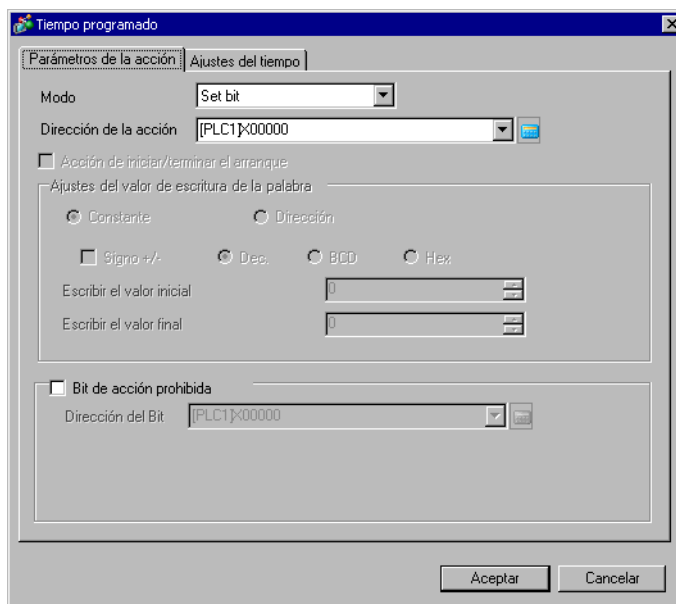 Tiempo programado
Parámetros de la acción Ajustes del tiempo
Modo Set bit
Dirección de la acción [PLC1]X00000
Acción de iniciar/terminar el arranque
Ajustes del valor de escritura de la palabra
Constante Dirección
Signo +/- Dec. BCD Hex
Escribir el valor inicial 0
Escribir el valor final 0
Bit de acción prohibida
Dirección del Bit [PLC1]X00000
Aceptar Cancelar